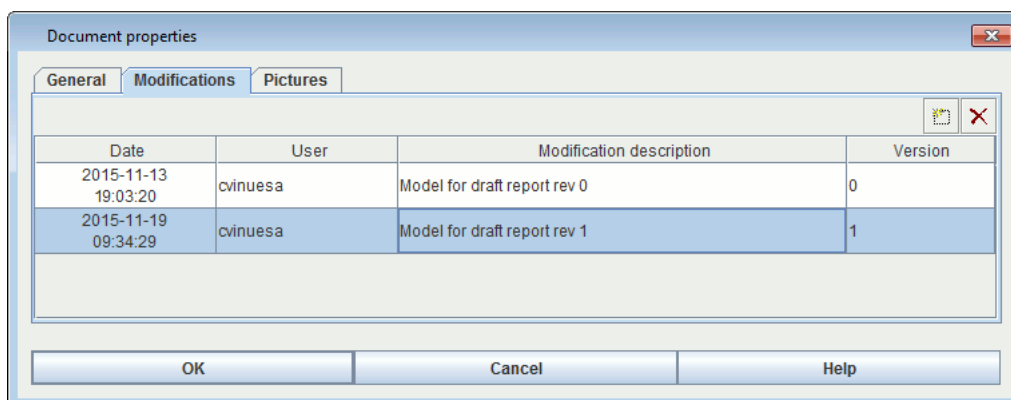 Document properties
General Modifications Pictures
Date User Modification description Version
2015-11-13
19:03:20 cvinuesa Model for draft report rev 0 0
2015-11-19
09:34:29 cvinuesa Model for draft report rev 1 1
OK Cancel Help